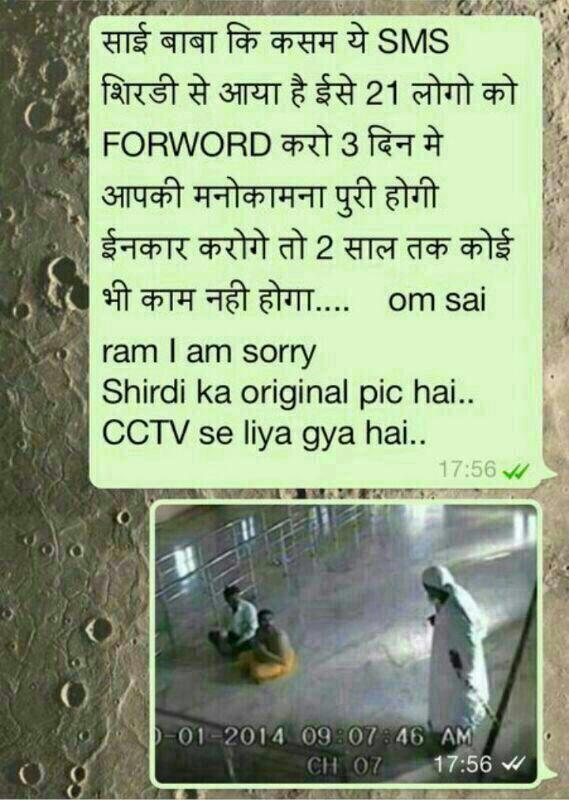 साई बाबा कि कसम ये SMS
शिरडी से आया है ईसे 21 लोगो को
FORWORD करो 3 दिन मे
आपकी मनोकामना पुरी होगी
ईनकार करोगे तो 2 साल तक कोई
भी काम नही होगा.... om sai
ram I am sorry
Shirdi ka original pic hai..
CCTV se liya gya hai..
17:56
-01-2014 09:07:46 AM
CH 07
17:56